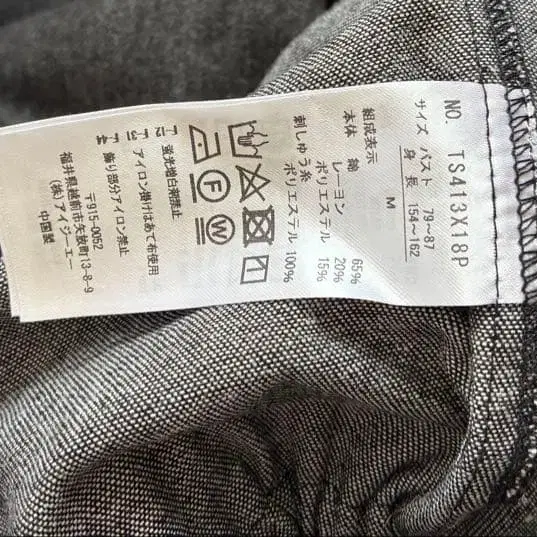 NO. TS413X18P
サイズ バスト 79～87
身 長 154～162
M
組成表示
本体 綿 65%
レーヨン 20%
ポリエステル 15%
刺しゅう糸 ポリエステル 100%
F W
蛍光増白剤禁止
アイロン掛けはあて布使用
飾り部分アイロン禁止
〒915-0052
福井県越前市矢放町13-8-9
(株)アイジーエー
中国製